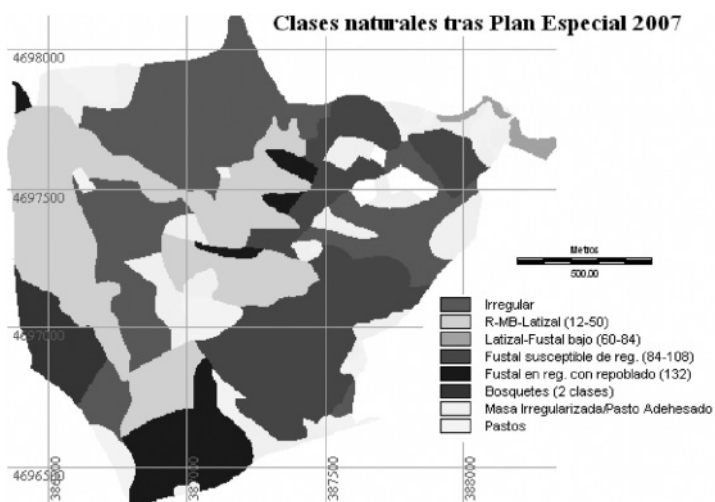 Clases naturales tras Plan Especial 2007
4698000
4697500
Metros
500.00
Irregular
R-MB-Latizal (12-50)
4697000
Latizal-Fustal bajo (60-84)
Fustal susceptible de reg. (84-108)
Fustal en reg. con repoblado (132)
Bosquetes (2 clases)
Masa Irregularizada/Pasto Adehesado
Pastos
4696500
386500
387000
387500
388000